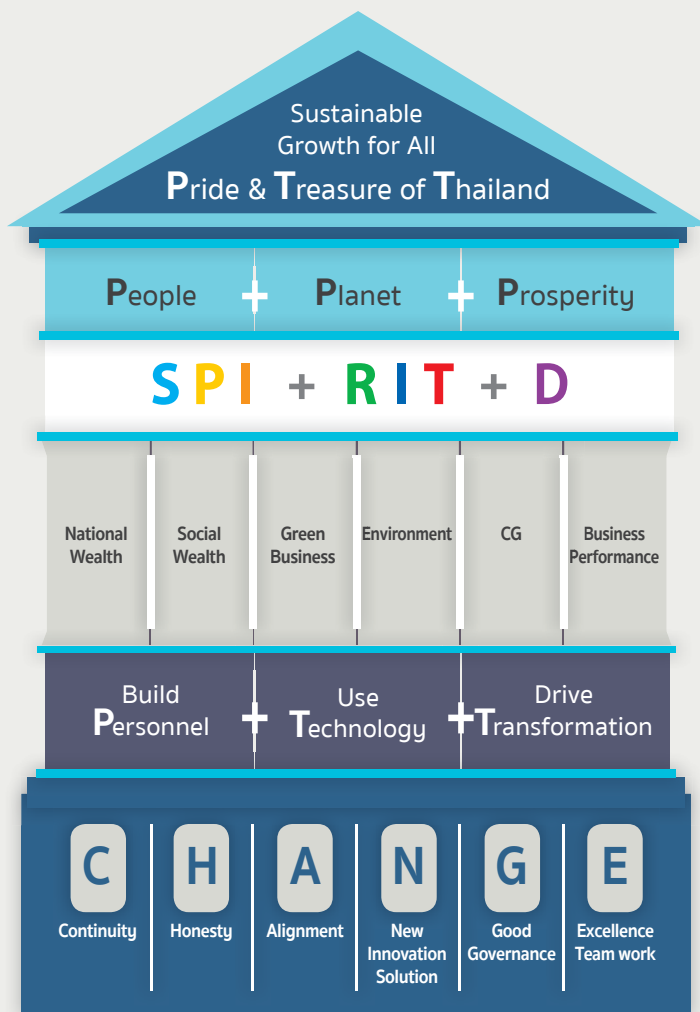 Sustainable
Growth for All
Pride & Treasure of Thailand
People + Planet + Prosperity
SPI + RIT + D
National
Wealth
Social
Wealth
Green
Business
Environment
CG
Business
Performance
Build
Personnel
+
Use
Technology
+
Drive
Transformation
C
Continuity
H
Honesty
A
Alignment
N
New
Innovation
Solution
G
Good
Governance
E
Excellence
Team work